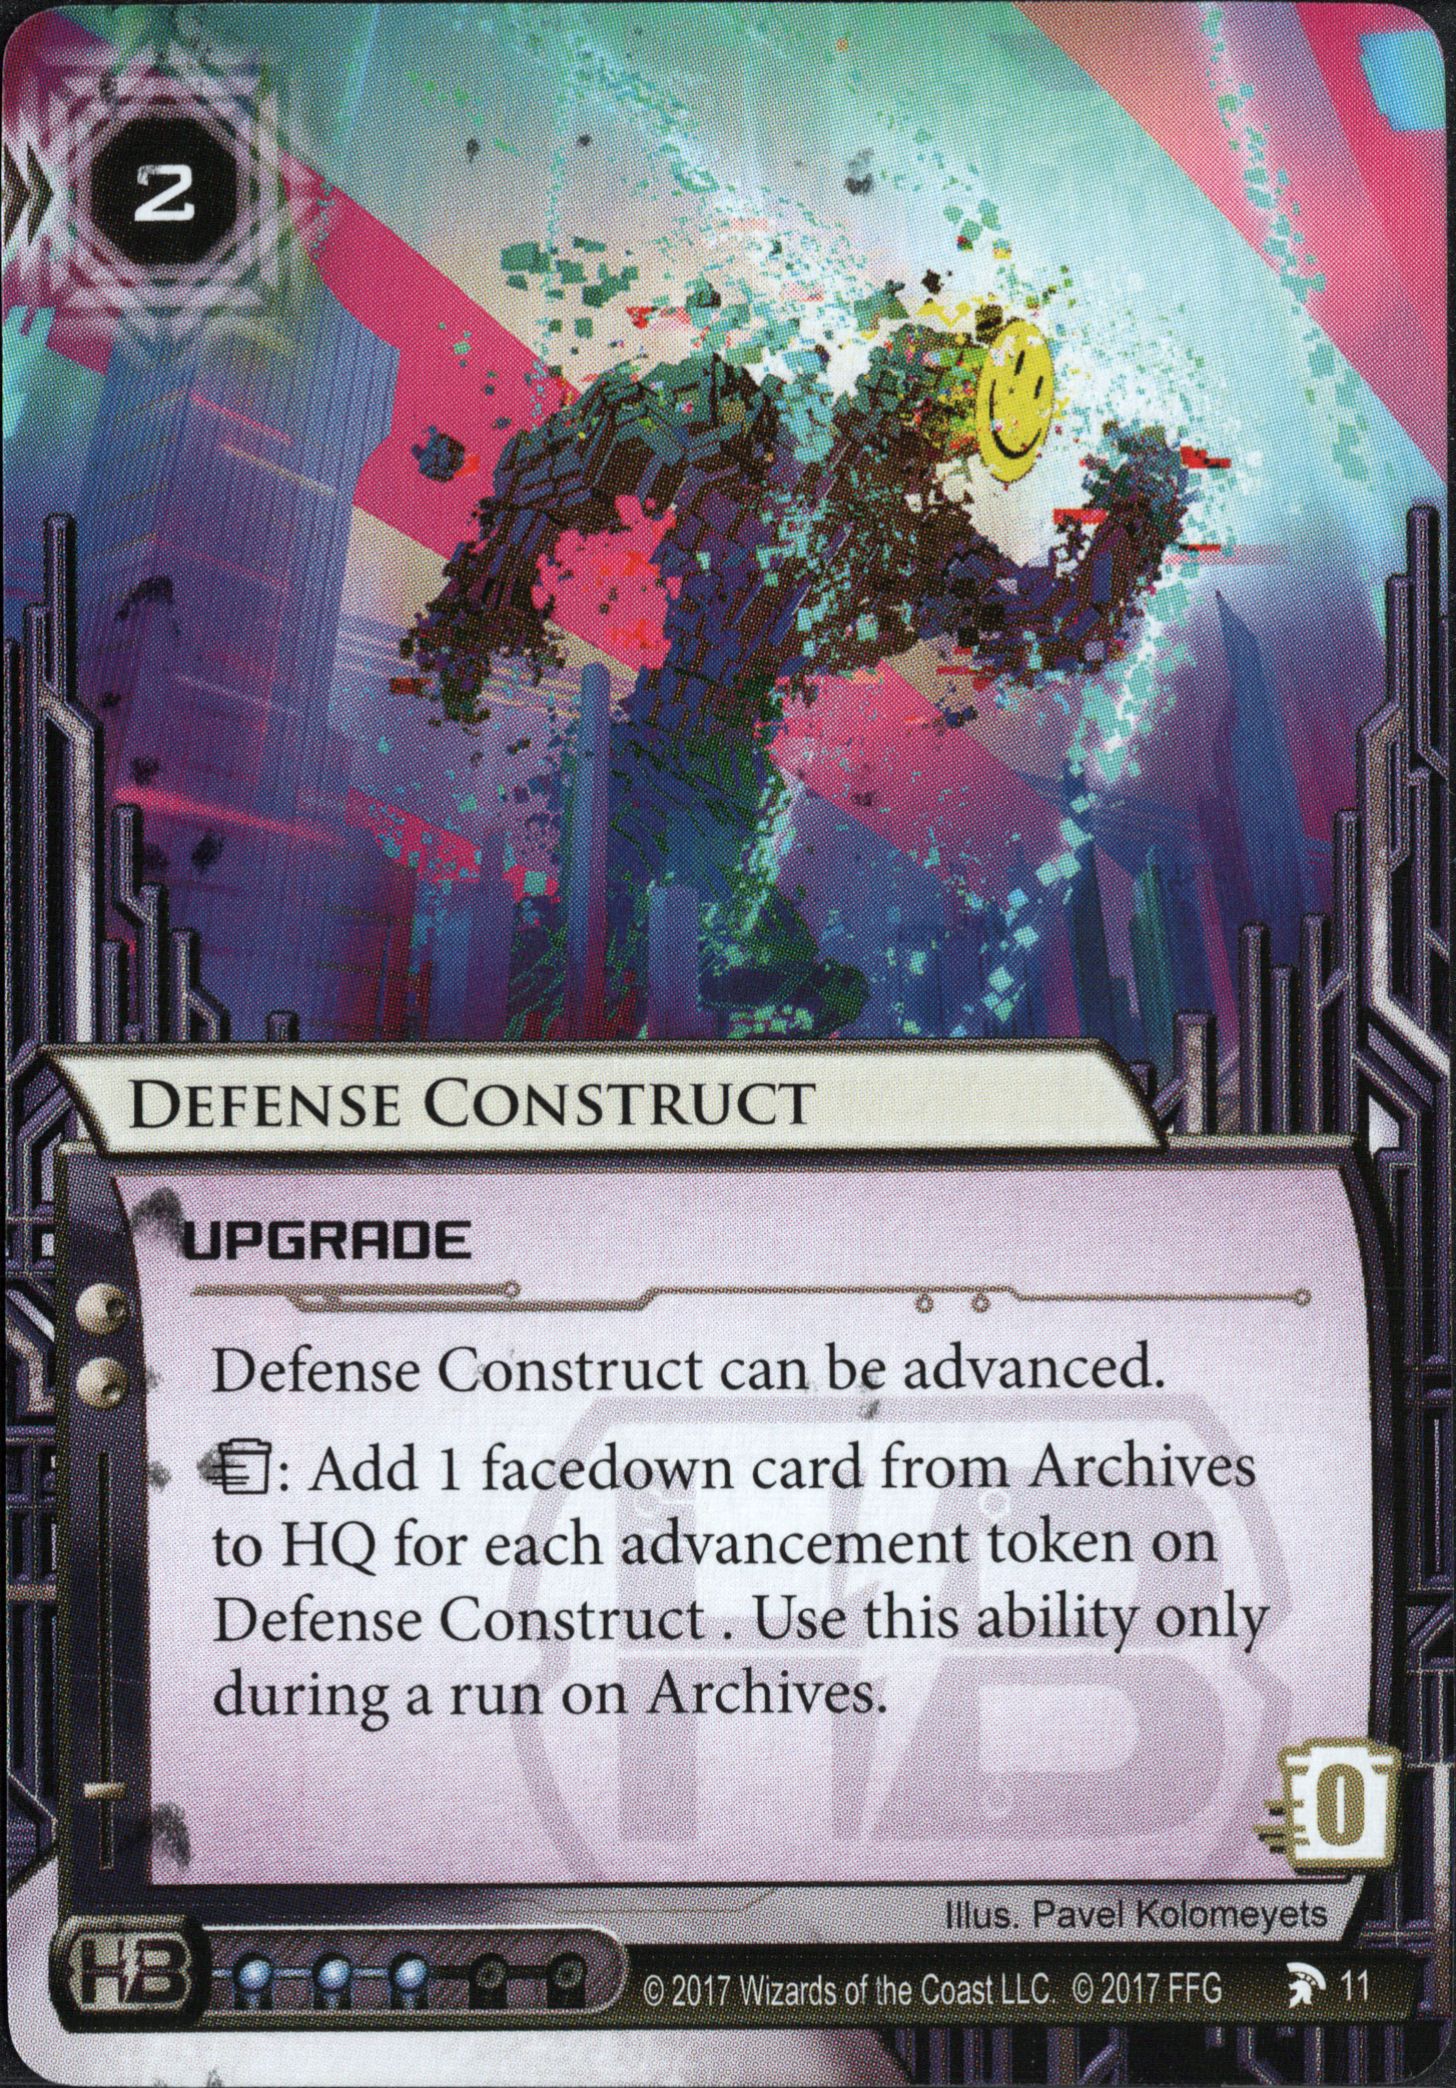 2
DEFENSE CONSTRUCT
UPGRADE
Defense Construct can be advanced.
: Add 1 facedown card from Archives
to HQ for each advancement token on
Defense Construct . Use this ability only
during a run on Archives.
0
Illus. Pavel Kolomeyets
HB
© 2017 Wizards of the Coast LLC. © 2017 FFG 11